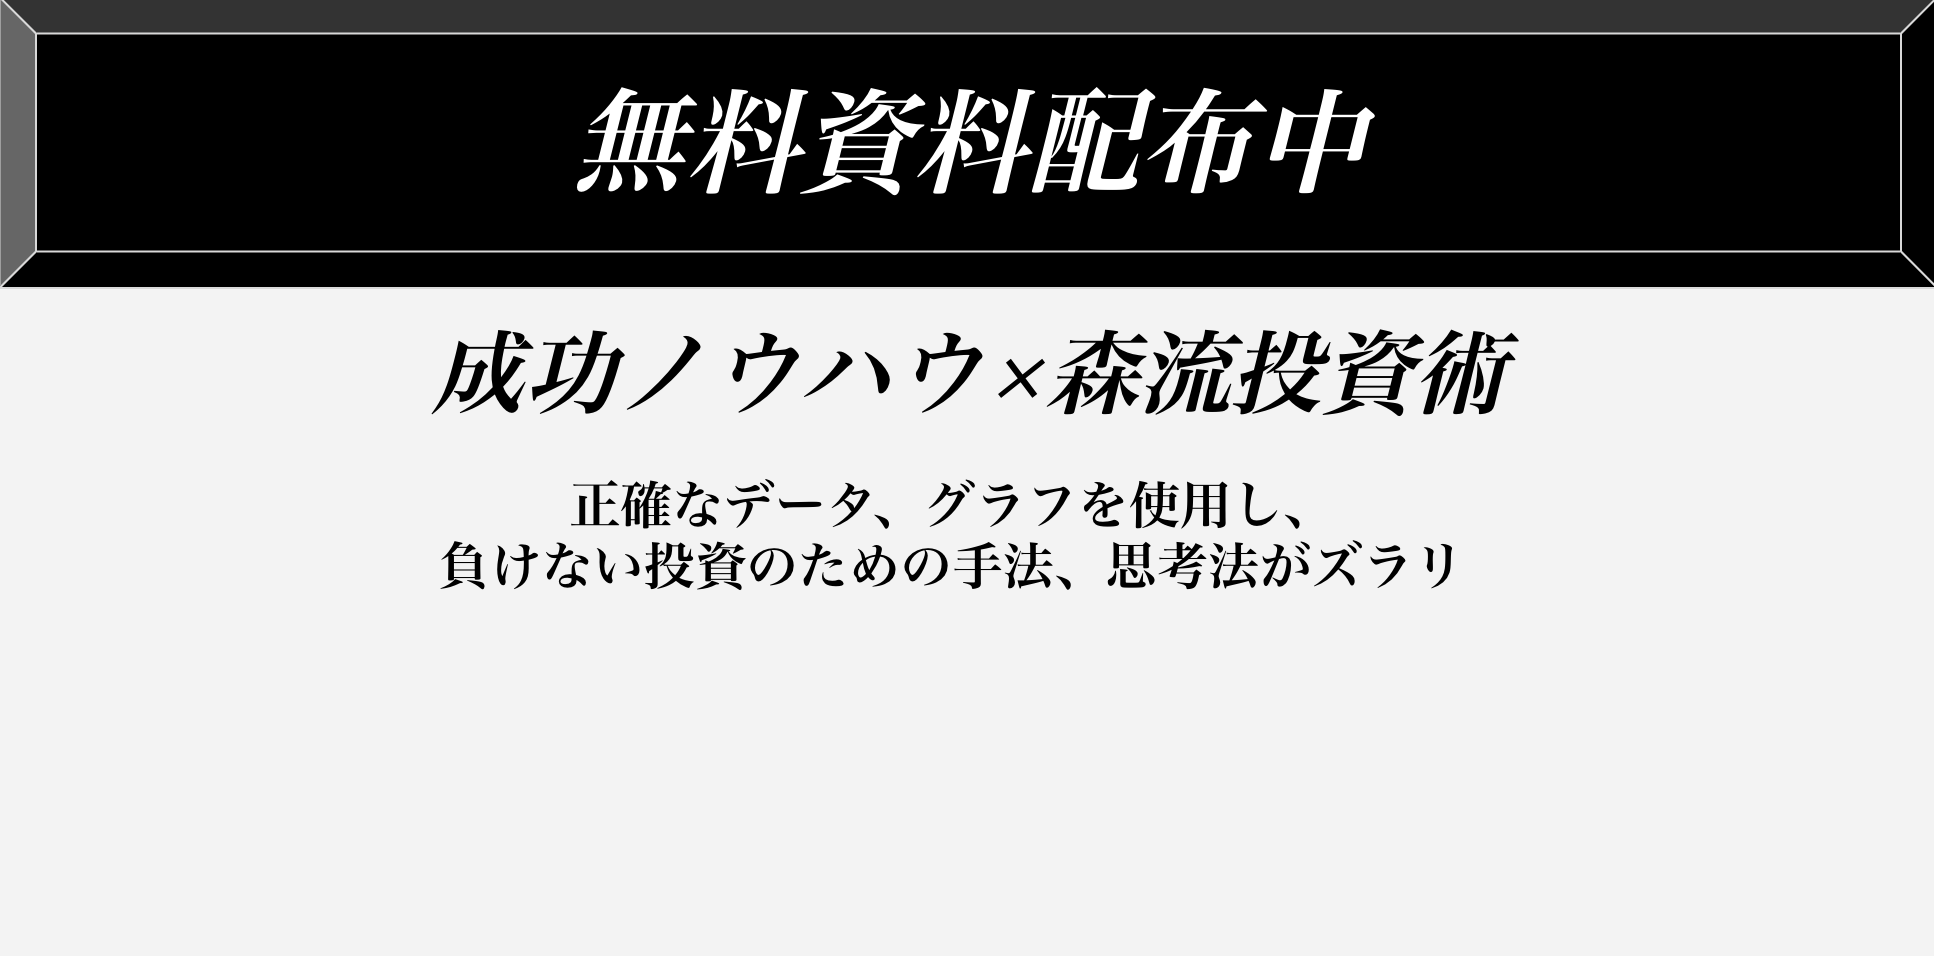 無料資料配布中
成功ノウハウ×森流投資術
正確なデータ、グラフを使用し、
負けない投資のための手法、思考法がズラリ